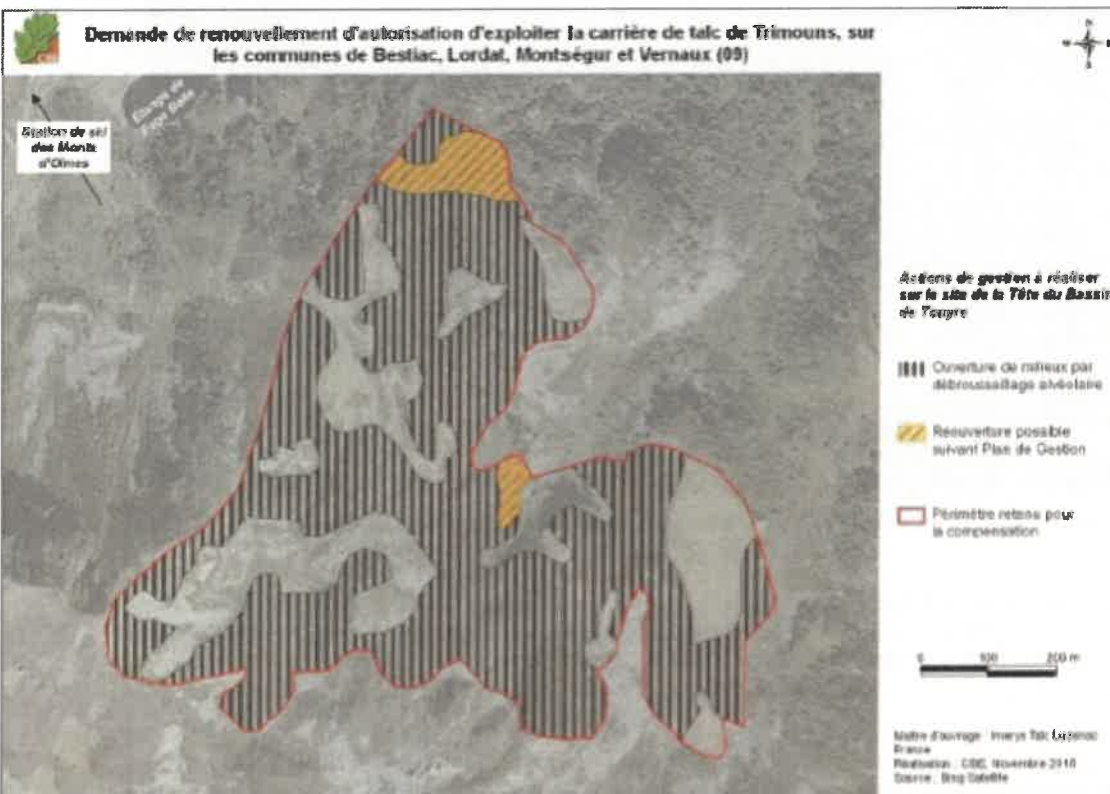 Demande de renouvellement d'autorisation d'exploiter la carrière de talc de Trimouns, sur
les communes de Bestiac, Lordat, Montségur et Vernaux (09)
Station de ski
des Monts
d'Olmes
Actions de gestion à réaliser
sur le site de la Tête du Bassin
de Touyre
Ouverture de milieux par
débroussaillage alvéolaire
Réouverture possible
suivant Plan de Gestion
Périmètre retenu pour
la compensation
0 100 200 m
Maître d'ouvrage : Imerys Talc Luzenac
France
Réalisation : CBE, Novembre 2018
Source : Bing Satellite